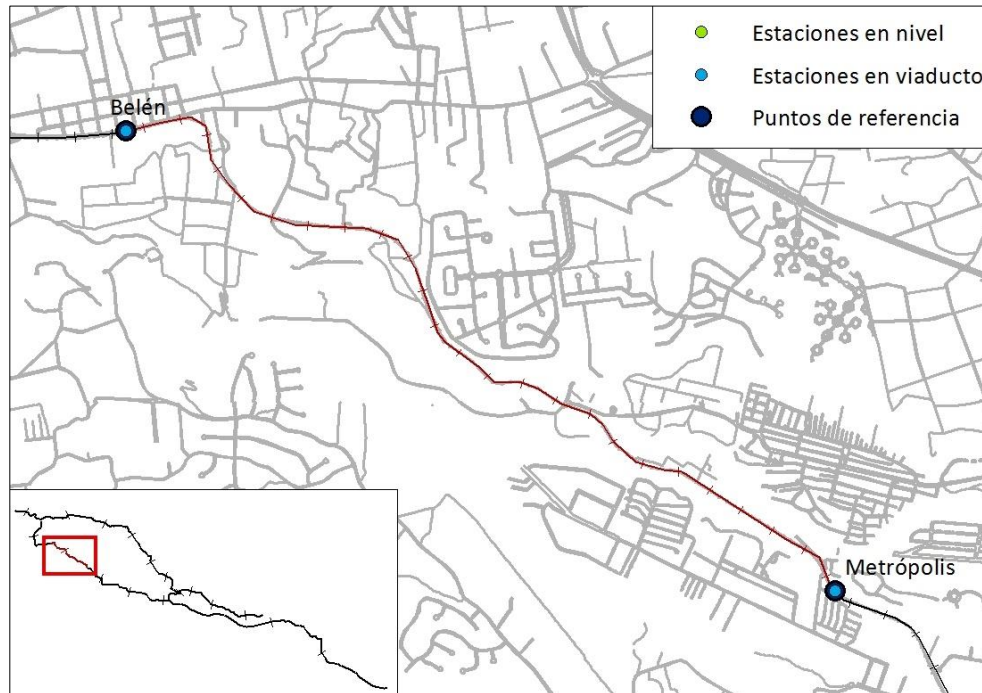 Estaciones en nivel
Estaciones en viaducto
Puntos de referencia
Belén
Metrópolis